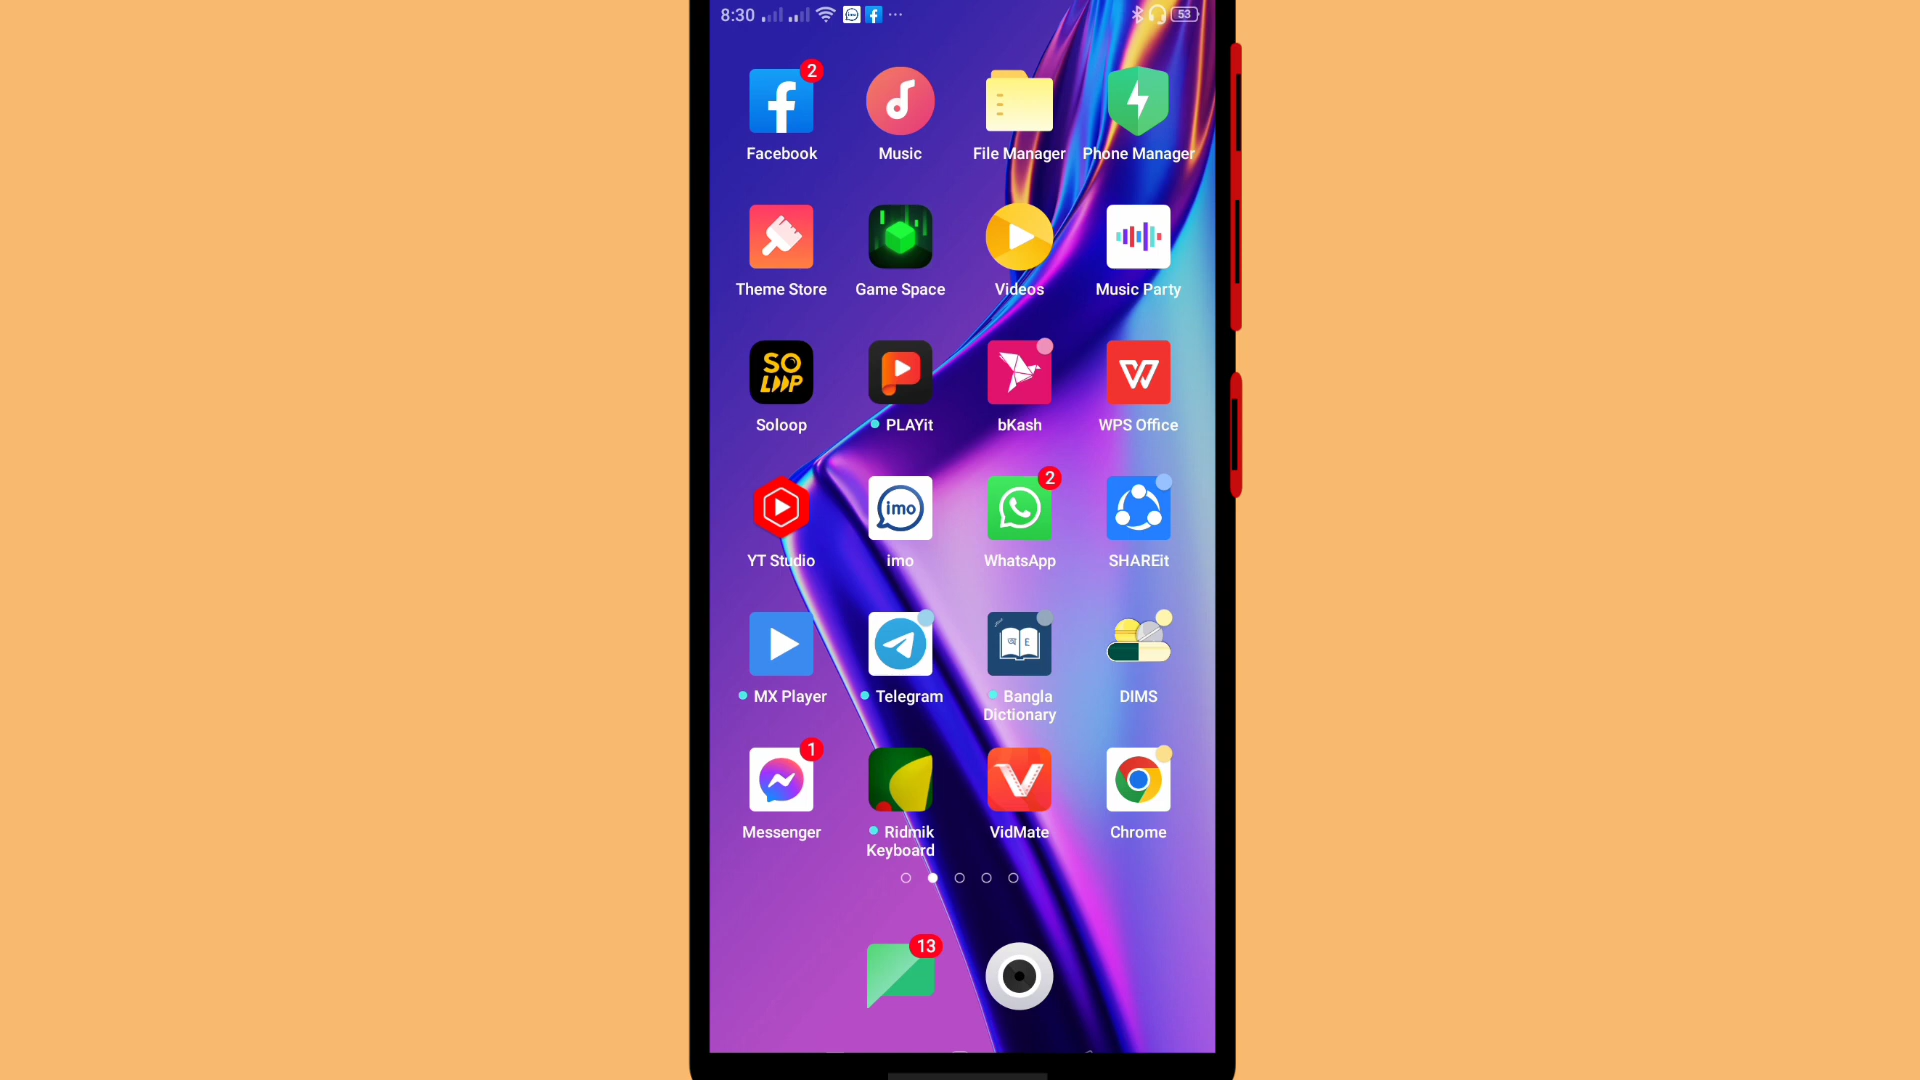 8:30 imo f ... 53
2
Facebook Music File Manager Phone Manager
Theme Store Game Space Videos Music Party
SO
LOOP
Soloop PLAYit bKash WPS Office
imo 2
YT Studio imo WhatsApp SHAREit
অ E
MX Player Telegram Bangla
Dictionary DIMS
1
Messenger Ridmik
Keyboard VidMate Chrome
13